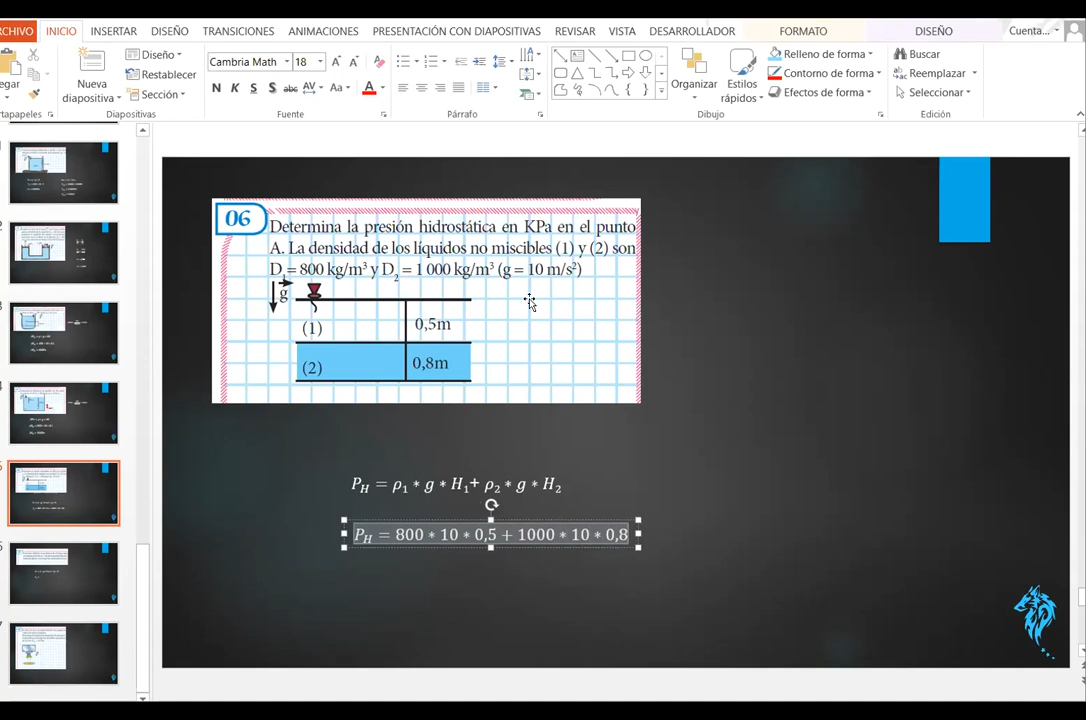 ARCHIVO INICIO INSERTAR DISEÑO TRANSICIONES ANIMACIONES PRESENTACIÓN CON DIAPOSITIVAS REVISAR VISTA DESARROLLADOR FORMATO DISEÑO Cuenta...
Diseño
Restablecer
Sección
Nueva
diapositiva
Cambria Math 18
N K S S abc AV Aa A
Organizar
Estilos
rápidos
Relleno de forma
Contorno de forma
Efectos de forma
Buscar
Reemplazar
Seleccionar
rtapapeles Diapositivas Fuente Párrafo Dibujo Edición
06
Determina la presión hidrostática en KPa en el punto
A. La densidad de los líquidos no miscibles (1) y (2) son
D1 = 800 kg/m³ y D2 = 1 000 kg/m³ (g = 10 m/s²)
g
(1) 0,5m
(2) 0,8m
P_H = ρ₁ * g * H₁+ ρ₂ * g * H₂
P_H = 800 * 10 * 0,5 + 1000 * 10 * 0,8